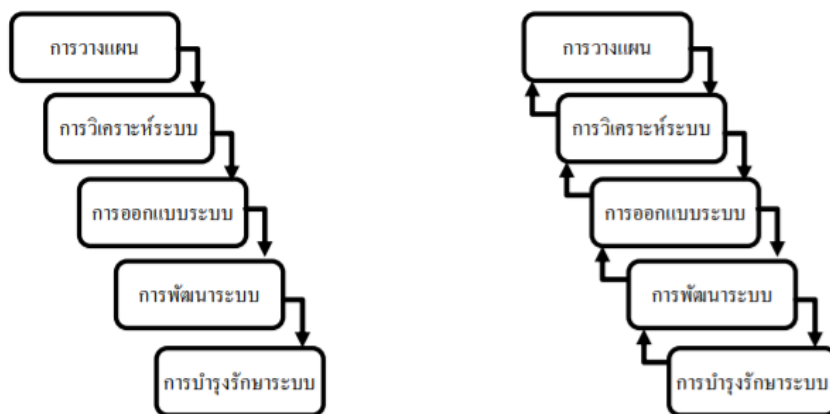 การวางแผน
การวิเคราะห์ระบบ
การออกแบบระบบ
การพัฒนาระบบ
การบำรุงรักษาระบบ
การวางแผน
การวิเคราะห์ระบบ
การออกแบบระบบ
การพัฒนาระบบ
การบำรุงรักษาระบบ